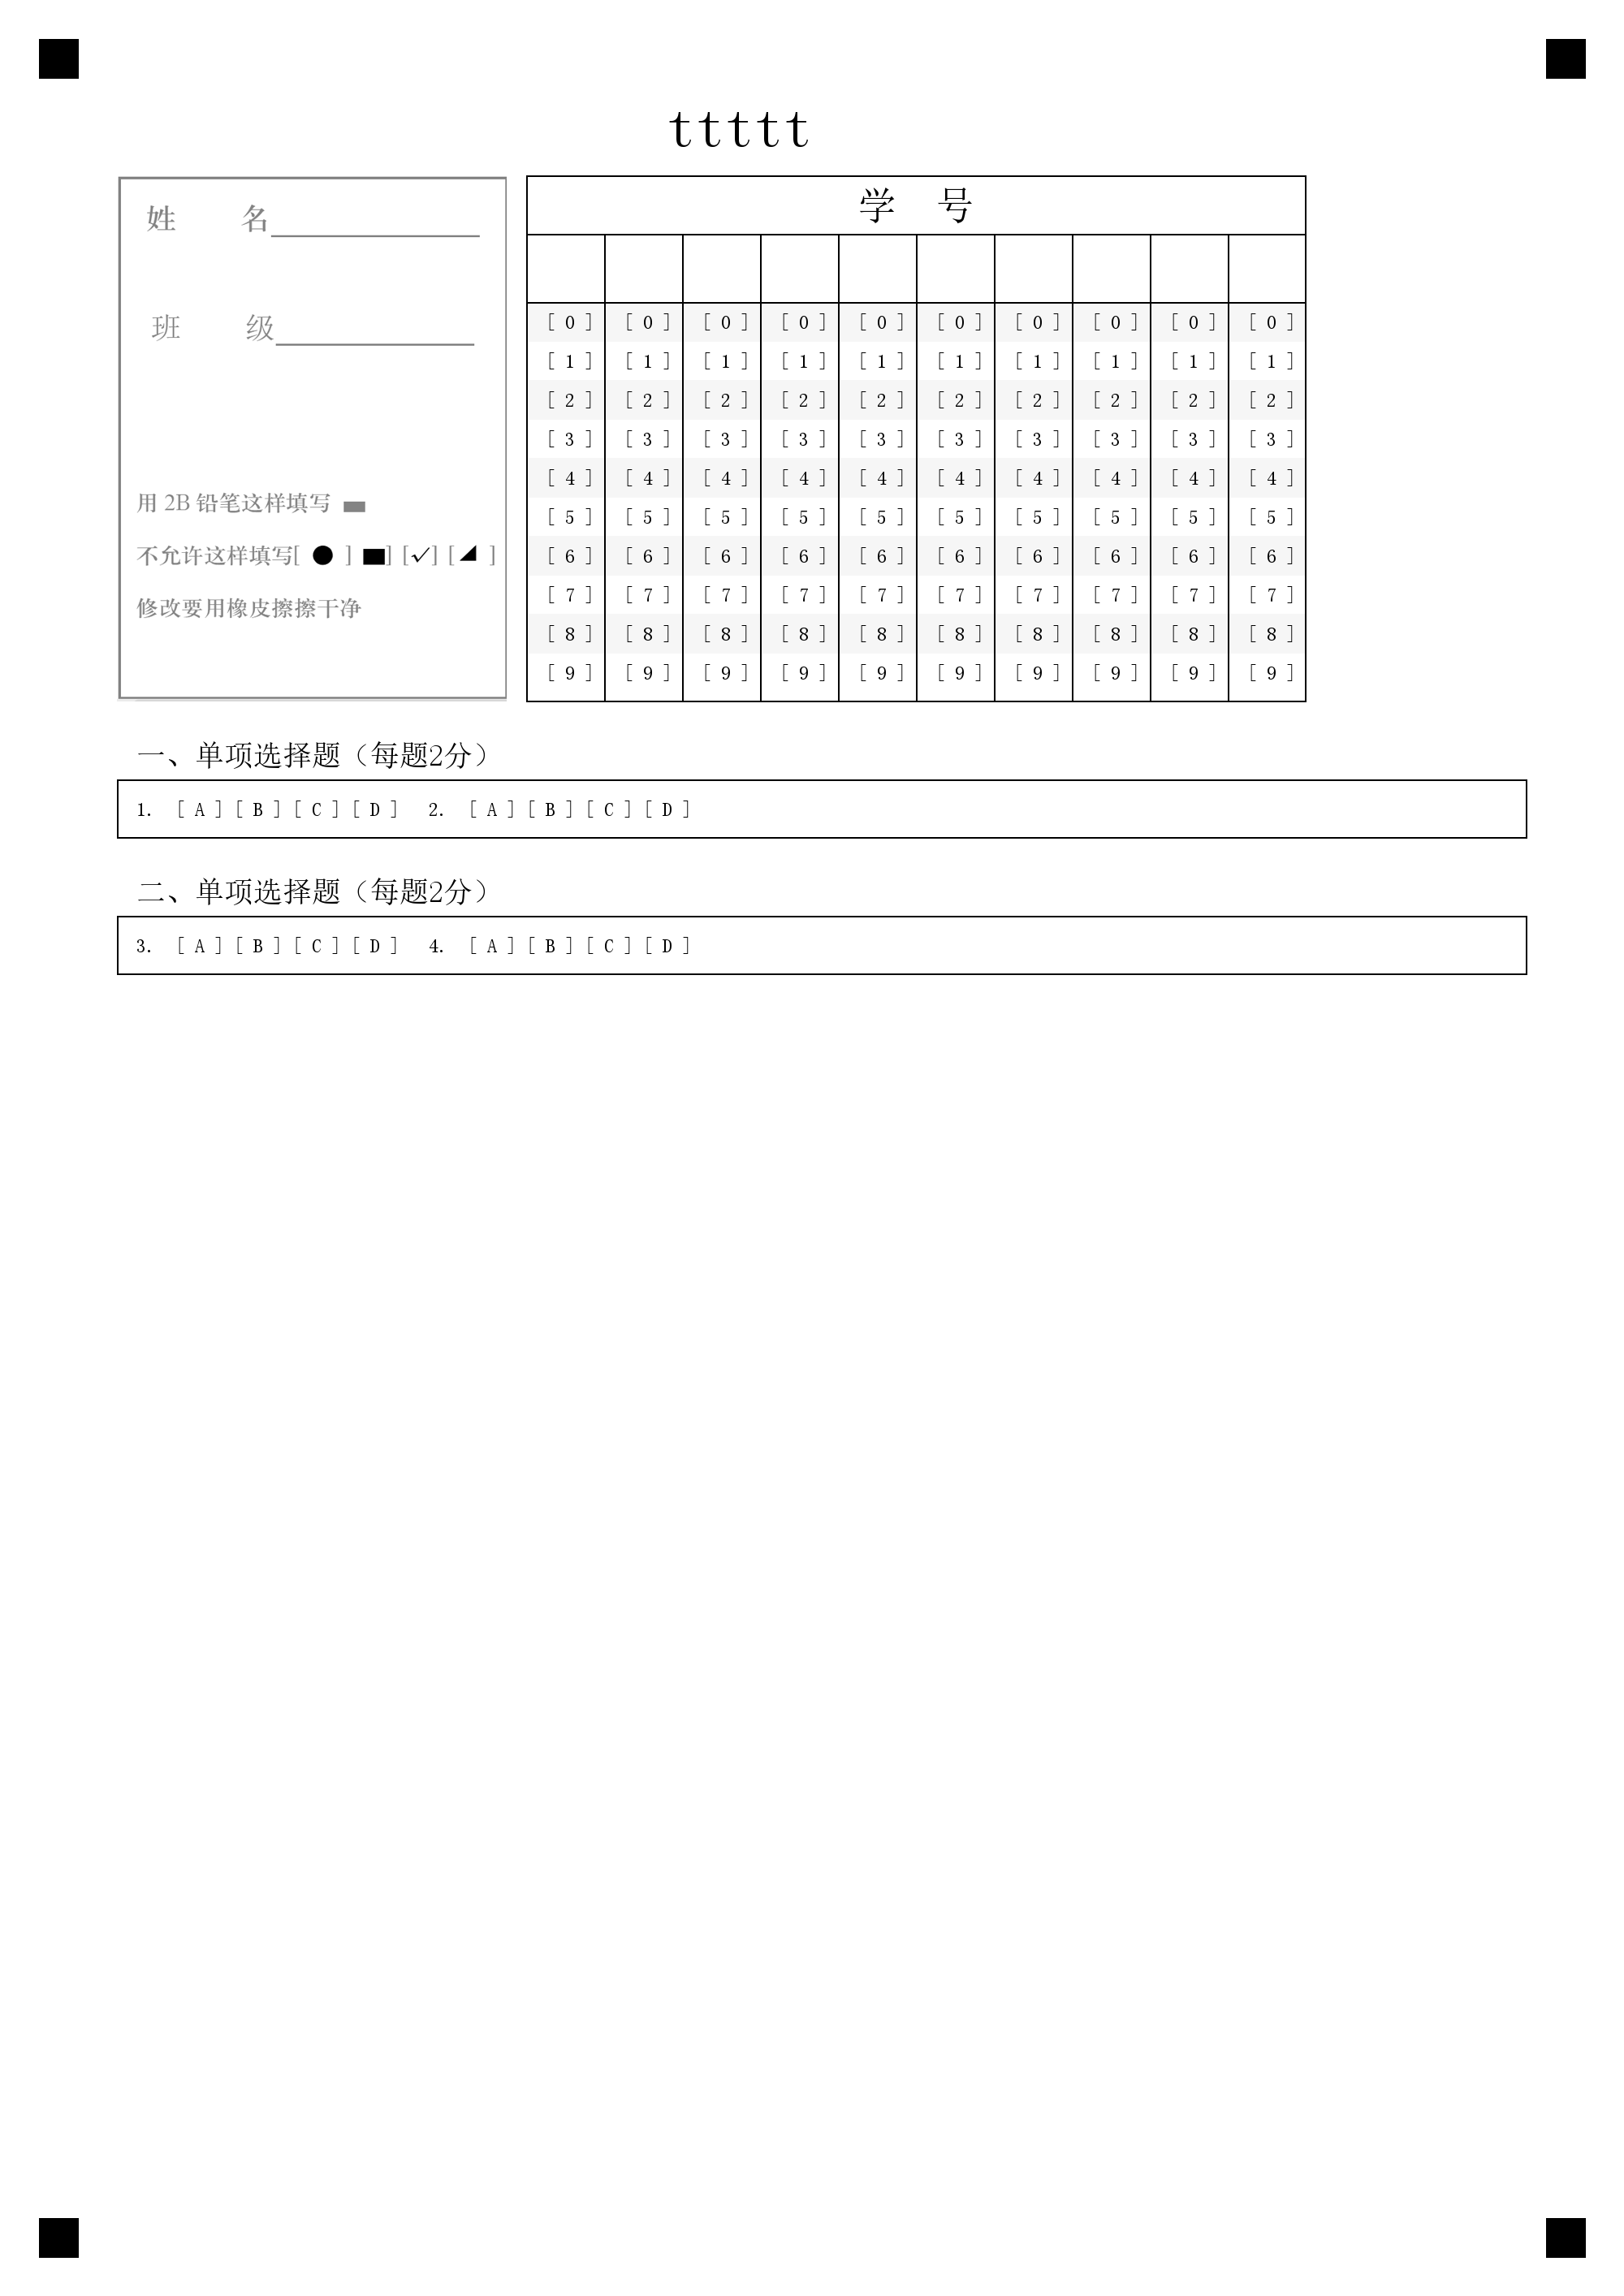 ttttt
姓 名
班 级
用 2B 铅笔这样填写
不允许这样填写[ ● ] ■] [✓] [◢ ]
修改要用橡皮擦擦干净
学 号
[ 0 ] [ 0 ] [ 0 ] [ 0 ] [ 0 ] [ 0 ] [ 0 ] [ 0 ] [ 0 ] [ 0 ]
[ 1 ] [ 1 ] [ 1 ] [ 1 ] [ 1 ] [ 1 ] [ 1 ] [ 1 ] [ 1 ] [ 1 ]
[ 2 ] [ 2 ] [ 2 ] [ 2 ] [ 2 ] [ 2 ] [ 2 ] [ 2 ] [ 2 ] [ 2 ]
[ 3 ] [ 3 ] [ 3 ] [ 3 ] [ 3 ] [ 3 ] [ 3 ] [ 3 ] [ 3 ] [ 3 ]
[ 4 ] [ 4 ] [ 4 ] [ 4 ] [ 4 ] [ 4 ] [ 4 ] [ 4 ] [ 4 ] [ 4 ]
[ 5 ] [ 5 ] [ 5 ] [ 5 ] [ 5 ] [ 5 ] [ 5 ] [ 5 ] [ 5 ] [ 5 ]
[ 6 ] [ 6 ] [ 6 ] [ 6 ] [ 6 ] [ 6 ] [ 6 ] [ 6 ] [ 6 ] [ 6 ]
[ 7 ] [ 7 ] [ 7 ] [ 7 ] [ 7 ] [ 7 ] [ 7 ] [ 7 ] [ 7 ] [ 7 ]
[ 8 ] [ 8 ] [ 8 ] [ 8 ] [ 8 ] [ 8 ] [ 8 ] [ 8 ] [ 8 ] [ 8 ]
[ 9 ] [ 9 ] [ 9 ] [ 9 ] [ 9 ] [ 9 ] [ 9 ] [ 9 ] [ 9 ] [ 9 ]
一、单项选择题（每题2分）
1. [ A ] [ B ] [ C ] [ D ] 2. [ A ] [ B ] [ C ] [ D ]
二、单项选择题（每题2分）
3. [ A ] [ B ] [ C ] [ D ] 4. [ A ] [ B ] [ C ] [ D ]